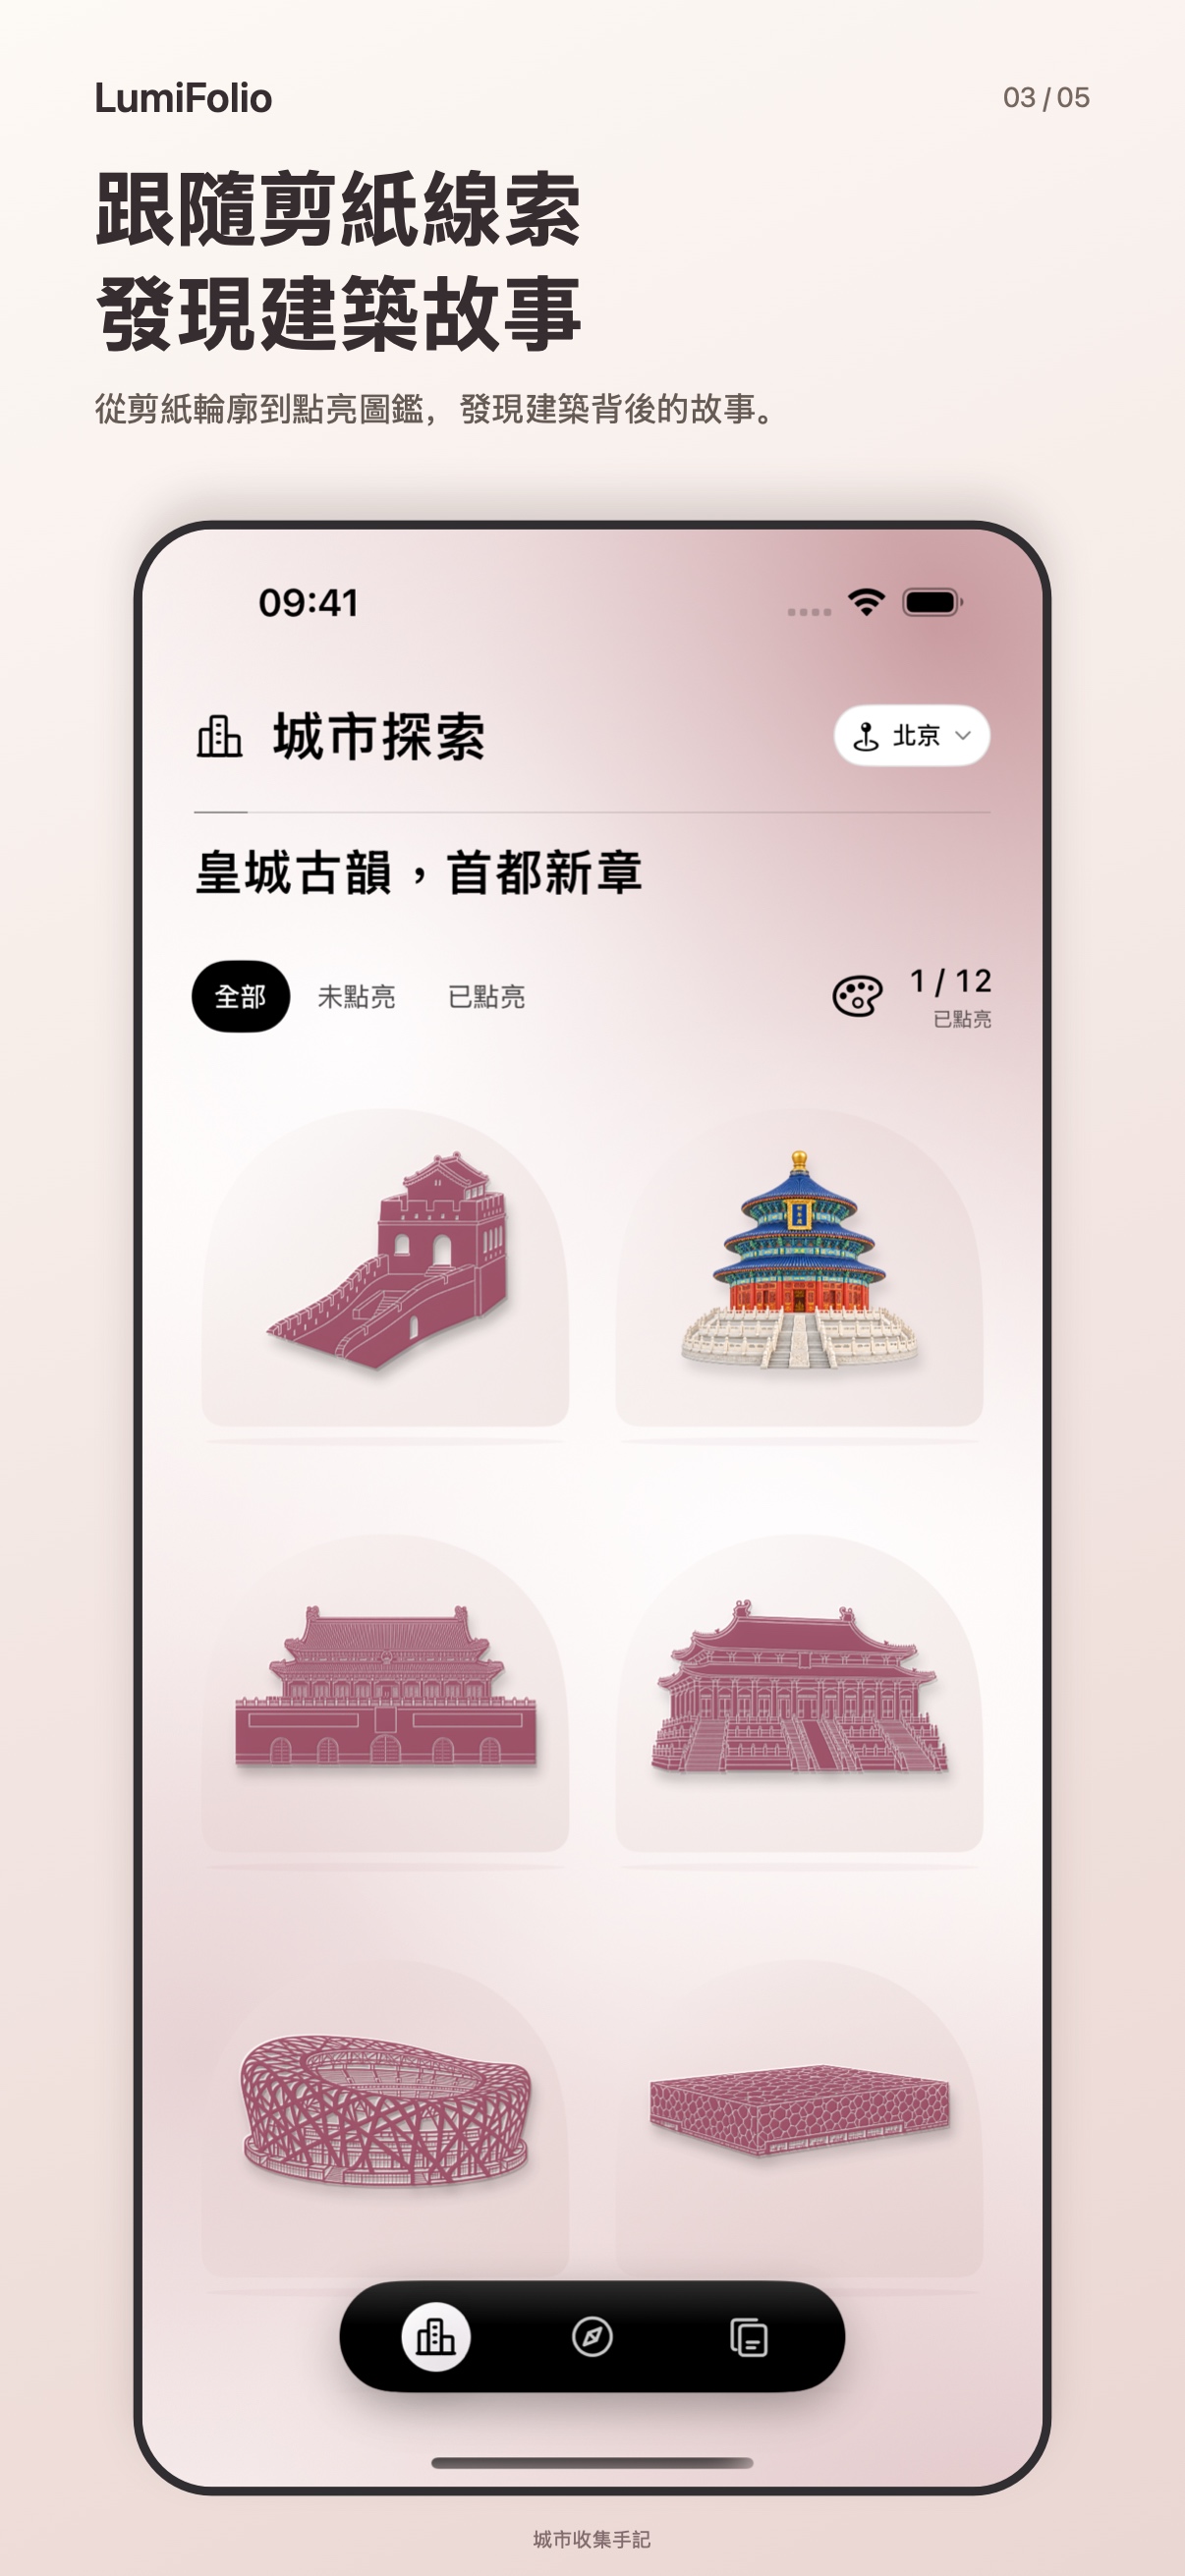 LumiFolio
03 / 05
跟隨剪紙線索
發現建築故事
從剪紙輪廓到點亮圖鑑，發現建築背後的故事。
09:41
城市探索
北京
皇城古韻，首都新章
全部
未點亮
已點亮
1 / 12
已點亮
城市收集手記